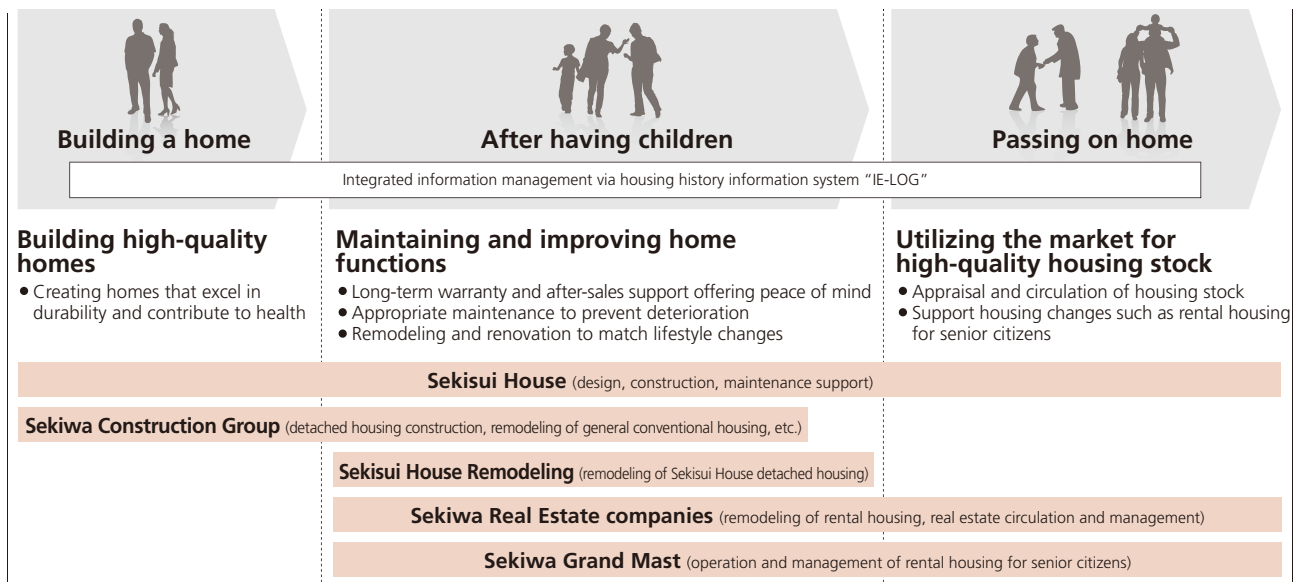 Building a home
After having children
Passing on home
Integrated information management via housing history information system “IE-LOG”
Building high-quality
homes
● Creating homes that excel in
durability and contribute to health
Maintaining and improving home
functions
● Long-term warranty and after-sales support offering peace of mind
● Appropriate maintenance to prevent deterioration
● Remodeling and renovation to match lifestyle changes
Utilizing the market for
high-quality housing stock
● Appraisal and circulation of housing stock
● Support housing changes such as rental housing
for senior citizens
Sekisui House (design, construction, maintenance support)
Sekiwa Construction Group (detached housing construction, remodeling of general conventional housing, etc.)
Sekisui House Remodeling (remodeling of Sekisui House detached housing)
Sekiwa Real Estate companies (remodeling of rental housing, real estate circulation and management)
Sekiwa Grand Mast (operation and management of rental housing for senior citizens)